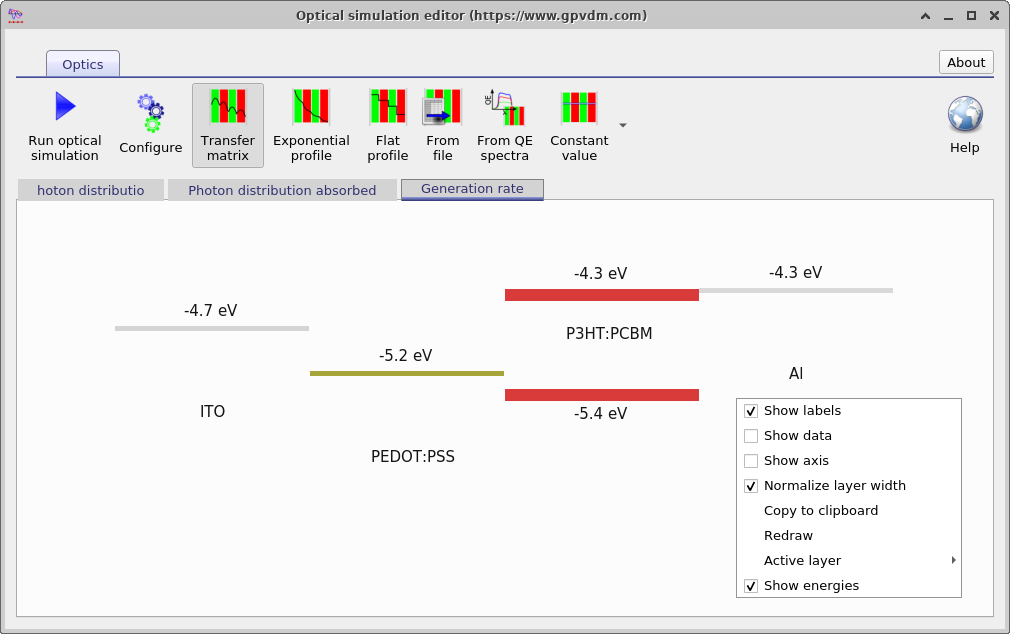 Optical simulation editor (https://www.gpvdm.com)
Optics
About
Run optical
simulation
Configure
Transfer
matrix
Exponential
profile
Flat
profile
From
file
QE
From QE
spectra
Constant
value
Help
hoton distributio
Photon distribution absorbed
Generation rate
-4.3 eV
-4.3 eV
-4.7 eV
P3HT:PCBM
-5.2 eV
Al
ITO
-5.4 eV
PEDOT:PSS
Show labels
Show data
Show axis
Normalize layer width
Copy to clipboard
Redraw
Active layer
Show energies